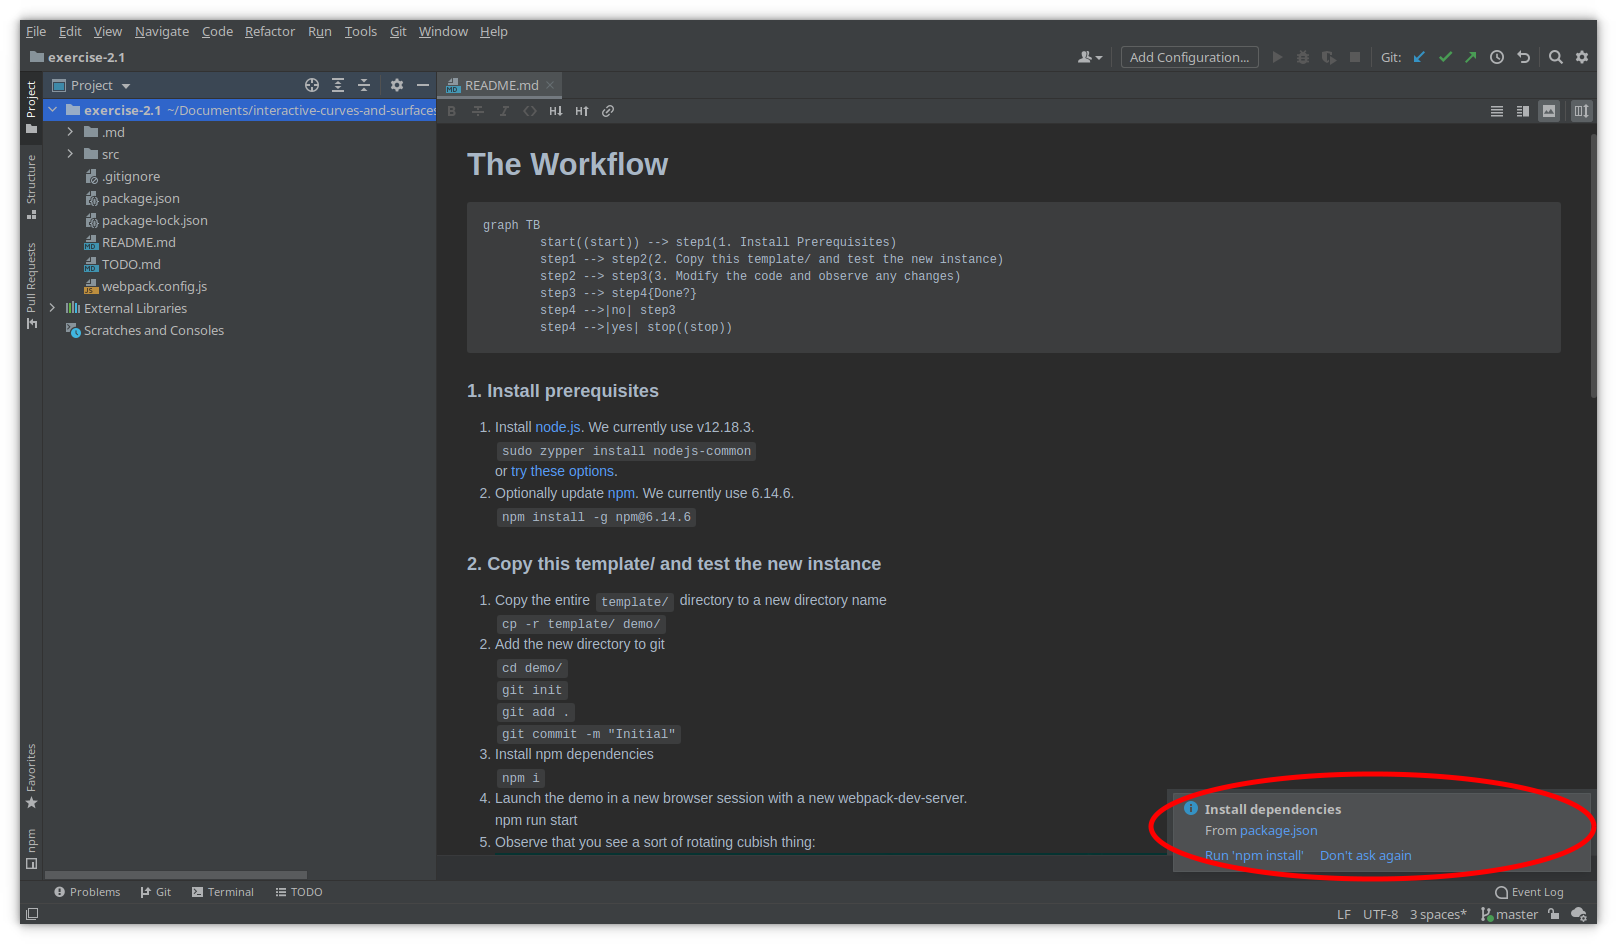 File Edit View Navigate Code Refactor Run Tools Git Window Help
exercise-2.1
Add Configuration...
Git:
Project
README.md
Project
Structure
Pull Requests
Favorites
npm
exercise-2.1 ~/Documents/interactive-curves-and-surfaces
.md
src
.gitignore
package.json
package-lock.json
README.md
TODO.md
webpack.config.js
External Libraries
Scratches and Consoles
The Workflow
graph TB
start((start)) --> step1(1. Install Prerequisites)
step1 --> step2(2. Copy this template/ and test the new instance)
step2 --> step3(3. Modify the code and observe any changes)
step3 --> step4{Done?}
step4 -->|no| step3
step4 -->|yes| stop((stop))
1. Install prerequisites
1. Install node.js. We currently use v12.18.3.
sudo zypper install nodejs-common
or try these options.
2. Optionally update npm. We currently use 6.14.6.
npm install -g npm@6.14.6
2. Copy this template/ and test the new instance
1. Copy the entire template/ directory to a new directory name
cp -r template/ demo/
2. Add the new directory to git
cd demo/
git init
git add .
git commit -m "Initial"
3. Install npm dependencies
npm i
4. Launch the demo in a new browser session with a new webpack-dev-server.
npm run start
5. Observe that you see a sort of rotating cubish thing:
Install dependencies
From package.json
Run 'npm install' Don't ask again
Problems Git Terminal TODO
Event Log
LF UTF-8 3 spaces* master